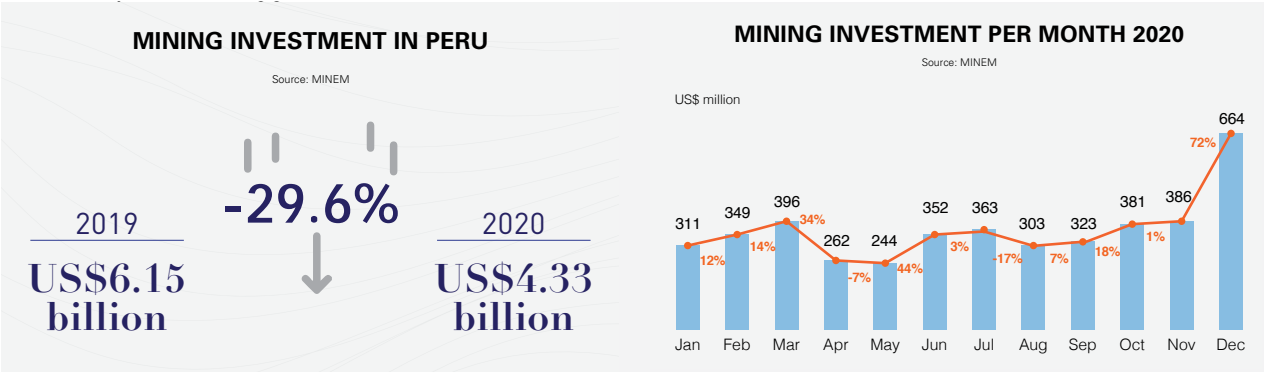 MINING INVESTMENT IN PERU
Source: MINEM
-29.6%
2019
US$6.15
billion
2020
US$4.33
billion
MINING INVESTMENT PER MONTH 2020
Source: MINEM
US$ million
311
349
396
262
244
352
363
303
323
381
386
664
12%
14%
34%
-7%
44%
3%
-17%
7%
18%
1%
72%
Jan Feb Mar Apr May Jun Jul Aug Sep Oct Nov Dec